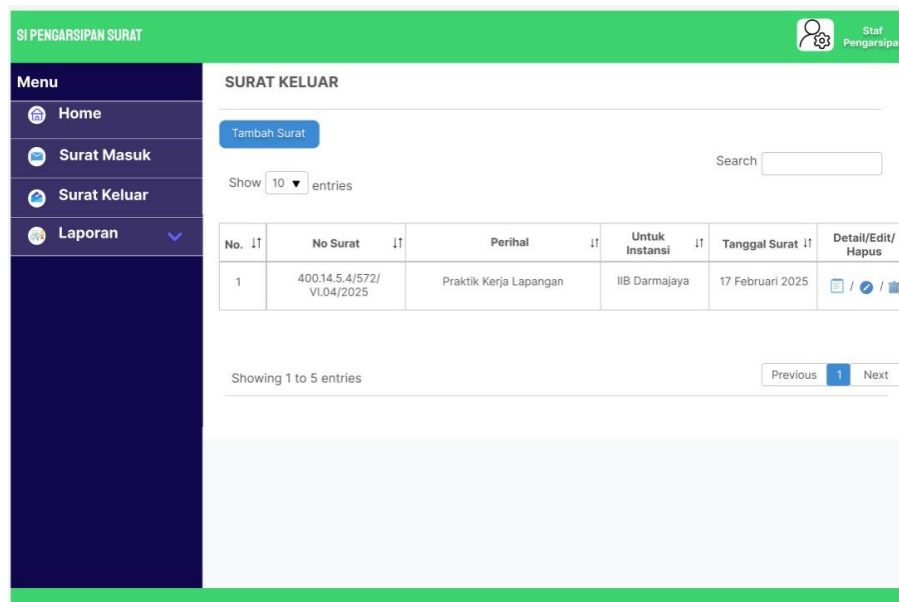 SI PENGARSIPAN SURAT
Staf
Menu
SURAT KELUAR
Home
Tambah Surat
Surat Masuk
Search
Show 10 entries
Surat Keluar
Laporan
No. No Surat Perihal Untuk Instansi Tanggal Surat Detail/Edit/ Hapus
1 400.14.5.4/572/ VI.04/2025 Praktik Kerja Lapangan IIB Darmajaya 17 Februari 2025 / /
Showing 1 to 5 entries
Previous 1 Next